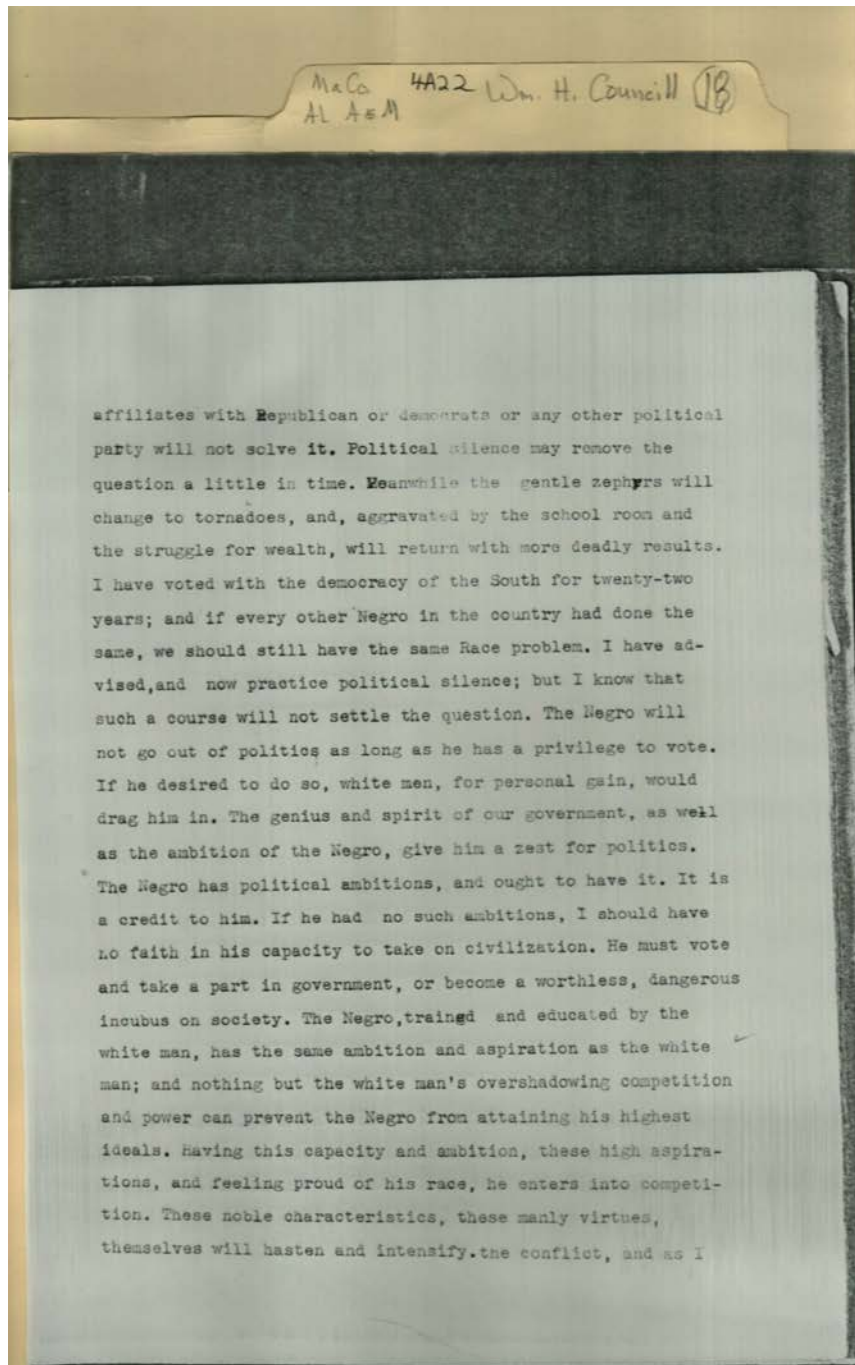 MaCo 4A22 Wm. H. Councill 18
AL A&M
affiliates with Republican or democrats or any other political
party will not solve it. Political silence may remove the
question a little in time. Meanwhile the gentle zephyrs will
change to tornadoes, and, aggravated by the school room and
the struggle for wealth, will return with more deadly results.
I have voted with the democracy of the South for twenty-two
years; and if every other Negro in the country had done the
same, we should still have the same Race problem. I have ad-
vised,and now practice political silence; but I know that
such a course will not settle the question. The Negro will
not go out of politics as long as he has a privilege to vote.
If he desired to do so, white men, for personal gain, would
drag him in. The genius and spirit of our government, as well
as the ambition of the Negro, give him a zest for politics.
The Negro has political ambitions, and ought to have it. It is
a credit to him. If he had no such ambitions, I should have
no faith in his capacity to take on civilization. He must vote
and take a part in government, or become a worthless, dangerous
incubus on society. The Negro,trained and educated by the
white man, has the same ambition and aspiration as the white
man; and nothing but the white man's overshadowing competition
and power can prevent the Negro from attaining his highest
ideals. Having this capacity and ambition, these high aspira-
tions, and feeling proud of his race, he enters into competi-
tion. These noble characteristics, these manly virtues,
themselves will hasten and intensify.the conflict, and as I